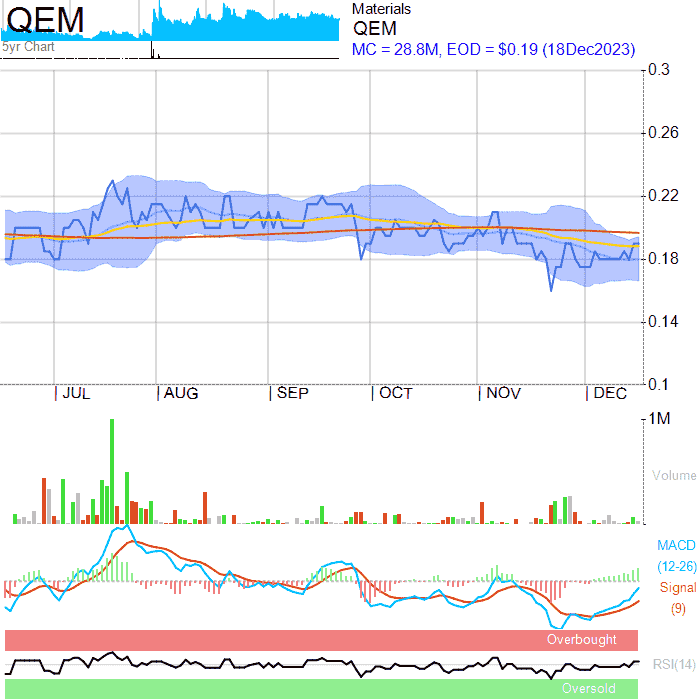 QEM
5yr Chart
Materials
QEM
MC = 28.8M, EOD = $0.19 (18Dec2023)
0.3
0.26
0.22
0.18
0.14
0.1
JUL AUG SEP OCT NOV DEC
1M
Volume
MACD
(12-26)
Signal
(9)
Overbought
RSI(14)
Oversold